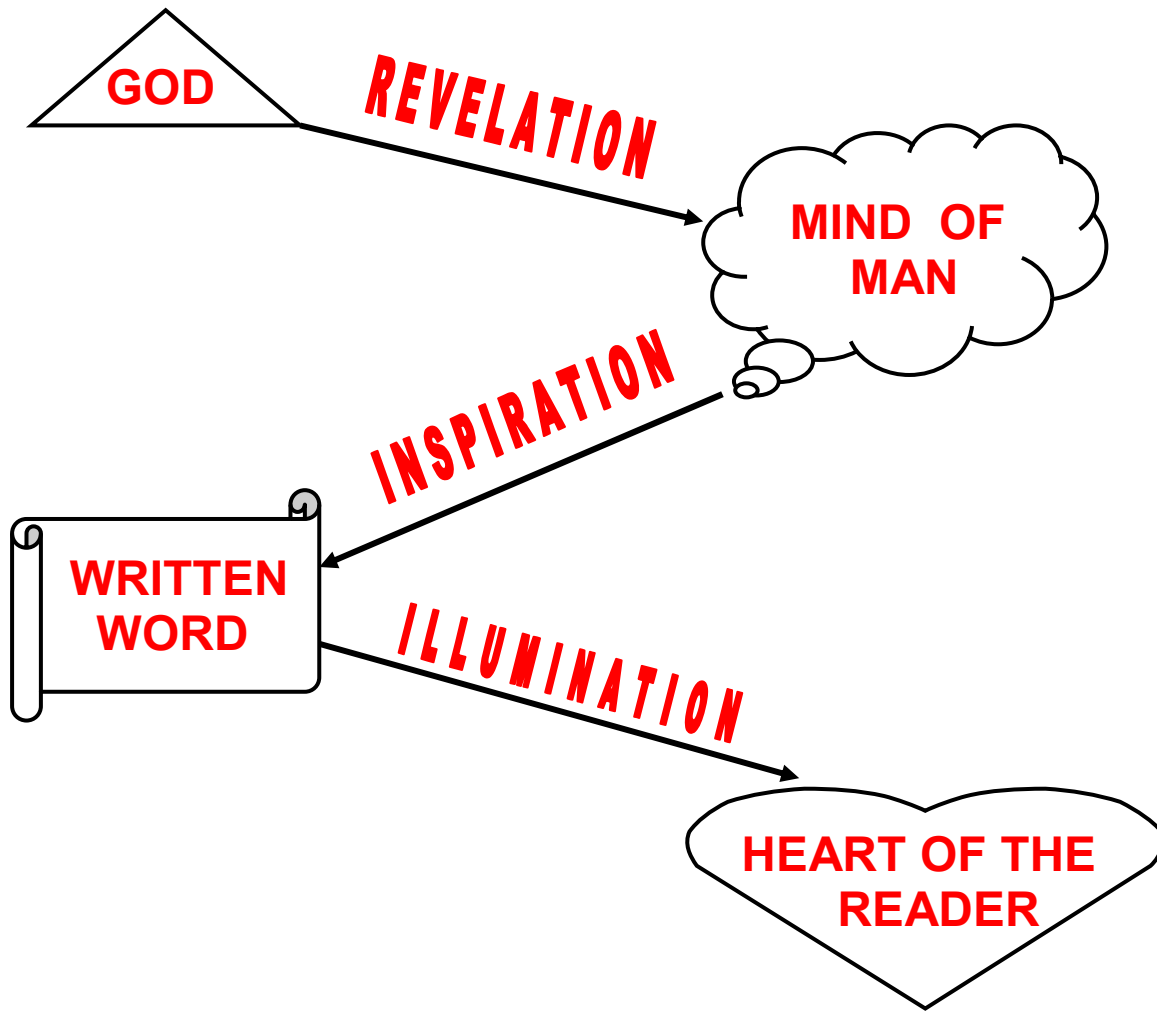 GOD
REVELATION
MIND OF
MAN
INSPIRATION
WRITTEN
WORD
ILLUMINATION
HEART OF THE
READER